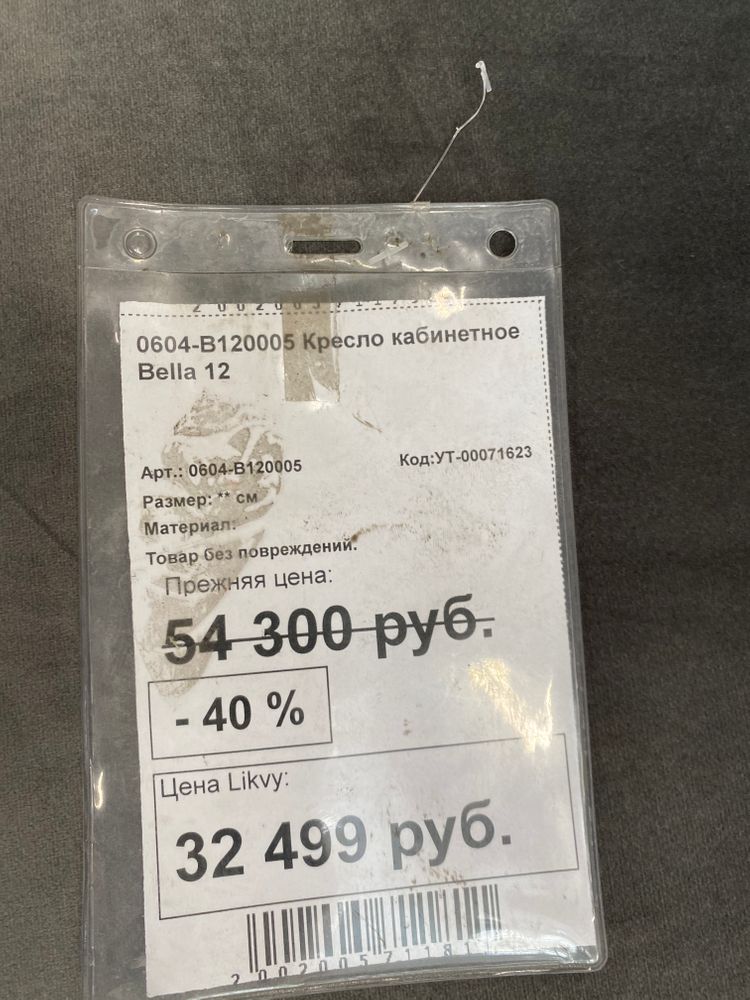 0604-B120005 Кресло кабинетное
Bella 12
Арт.: 0604-B120005 Код:УТ-00071623
Размер: ** см
Материал:
Товар без повреждений.
Прежняя цена:
54 300 руб.
- 40 %
Цена Likvy:
32 499 руб.